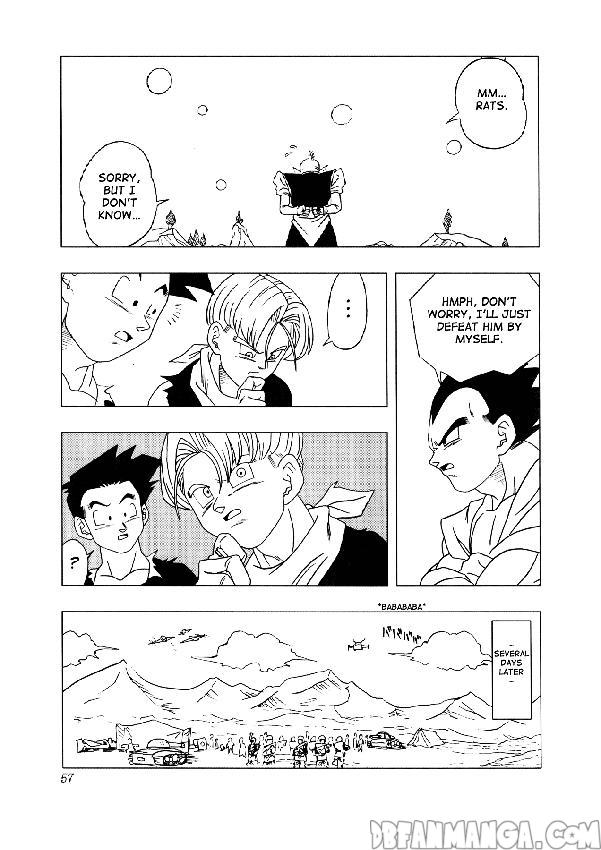 MM...
RATS.
SORRY,
BUT I
DON'T
KNOW...
...
HMPH, DON'T
WORRY, I'LL JUST
DEFEAT HIM BY
MYSELF.
?
*BABABABA*
SEVERAL
DAYS
LATER
-
57
DBFANMANGA.COM